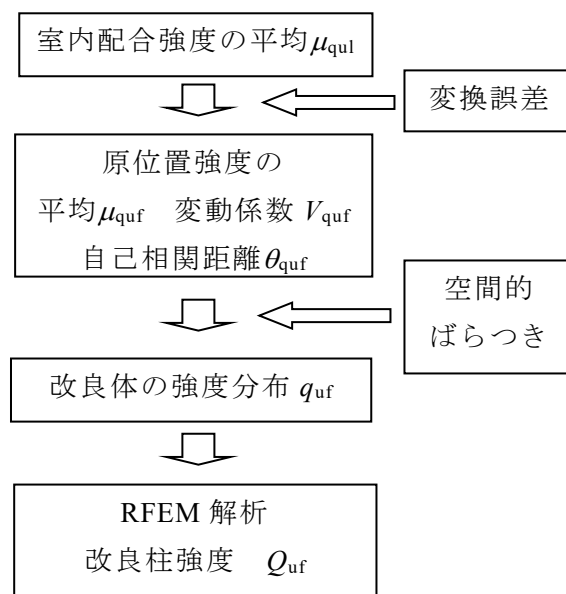 室内配合強度の平均μqul
変換誤差
原位置強度の
平均μquf 変動係数 Vquf
自己相関距離θquf
空間的
ばらつき
改良体の強度分布 quf
RFEM 解析
改良柱強度 Quf